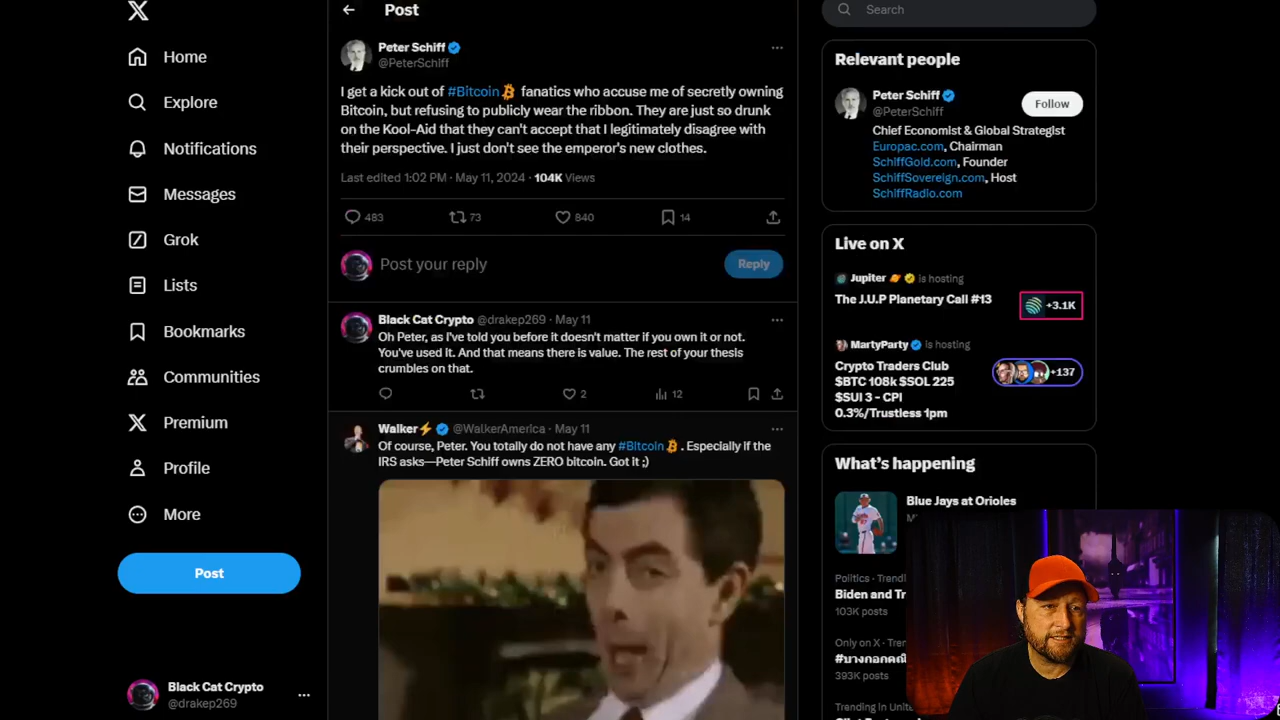 Home
Explore
Notifications
Messages
Grok
Lists
Bookmarks
Communities
Premium
Profile
More
Post
Black Cat Crypto
@drakep269
Post
Peter Schiff
@PeterSchiff
I get a kick out of #Bitcoin fanatics who accuse me of secretly owning
Bitcoin, but refusing to publicly wear the ribbon. They are just so drunk
on the Kool-Aid that they can't accept that I legitimately disagree with
their perspective. I just don't see the emperor's new clothes.
Last edited 1:02 PM · May 11, 2024 · 104K Views
483 73 840 14
Post your reply
Reply
Black Cat Crypto @drakep269 · May 11
Oh Peter, as I've told you before it doesn't matter if you own it or not.
You've used it. And that means there is value. The rest of your thesis
crumbles on that.
2 12
Walker⚡ @WalkerAmerica · May 11
Of course, Peter. You totally do not have any #Bitcoin . Especially if the
IRS asks—Peter Schiff owns ZERO bitcoin. Got it ;)
Search
Relevant people
Peter Schiff
@PeterSchiff
Follow
Chief Economist & Global Strategist
Europac.com, Chairman
SchiffGold.com, Founder
SchiffSovereign.com, Host
SchiffRadio.com
Live on X
Jupiter is hosting
The J.U.P Planetary Call #13
+3.1K
MartyParty is hosting
Crypto Traders Club
$BTC 108k $SOL 225
$SUI 3 - CPI
0.3%/Trustless 1pm
+137
What's happening
Blue Jays at Orioles
Politics · Trendi
Biden and Tr
103K posts
Only on X · Tre
#นางกอกคณิ
393K posts
Trending in Unit